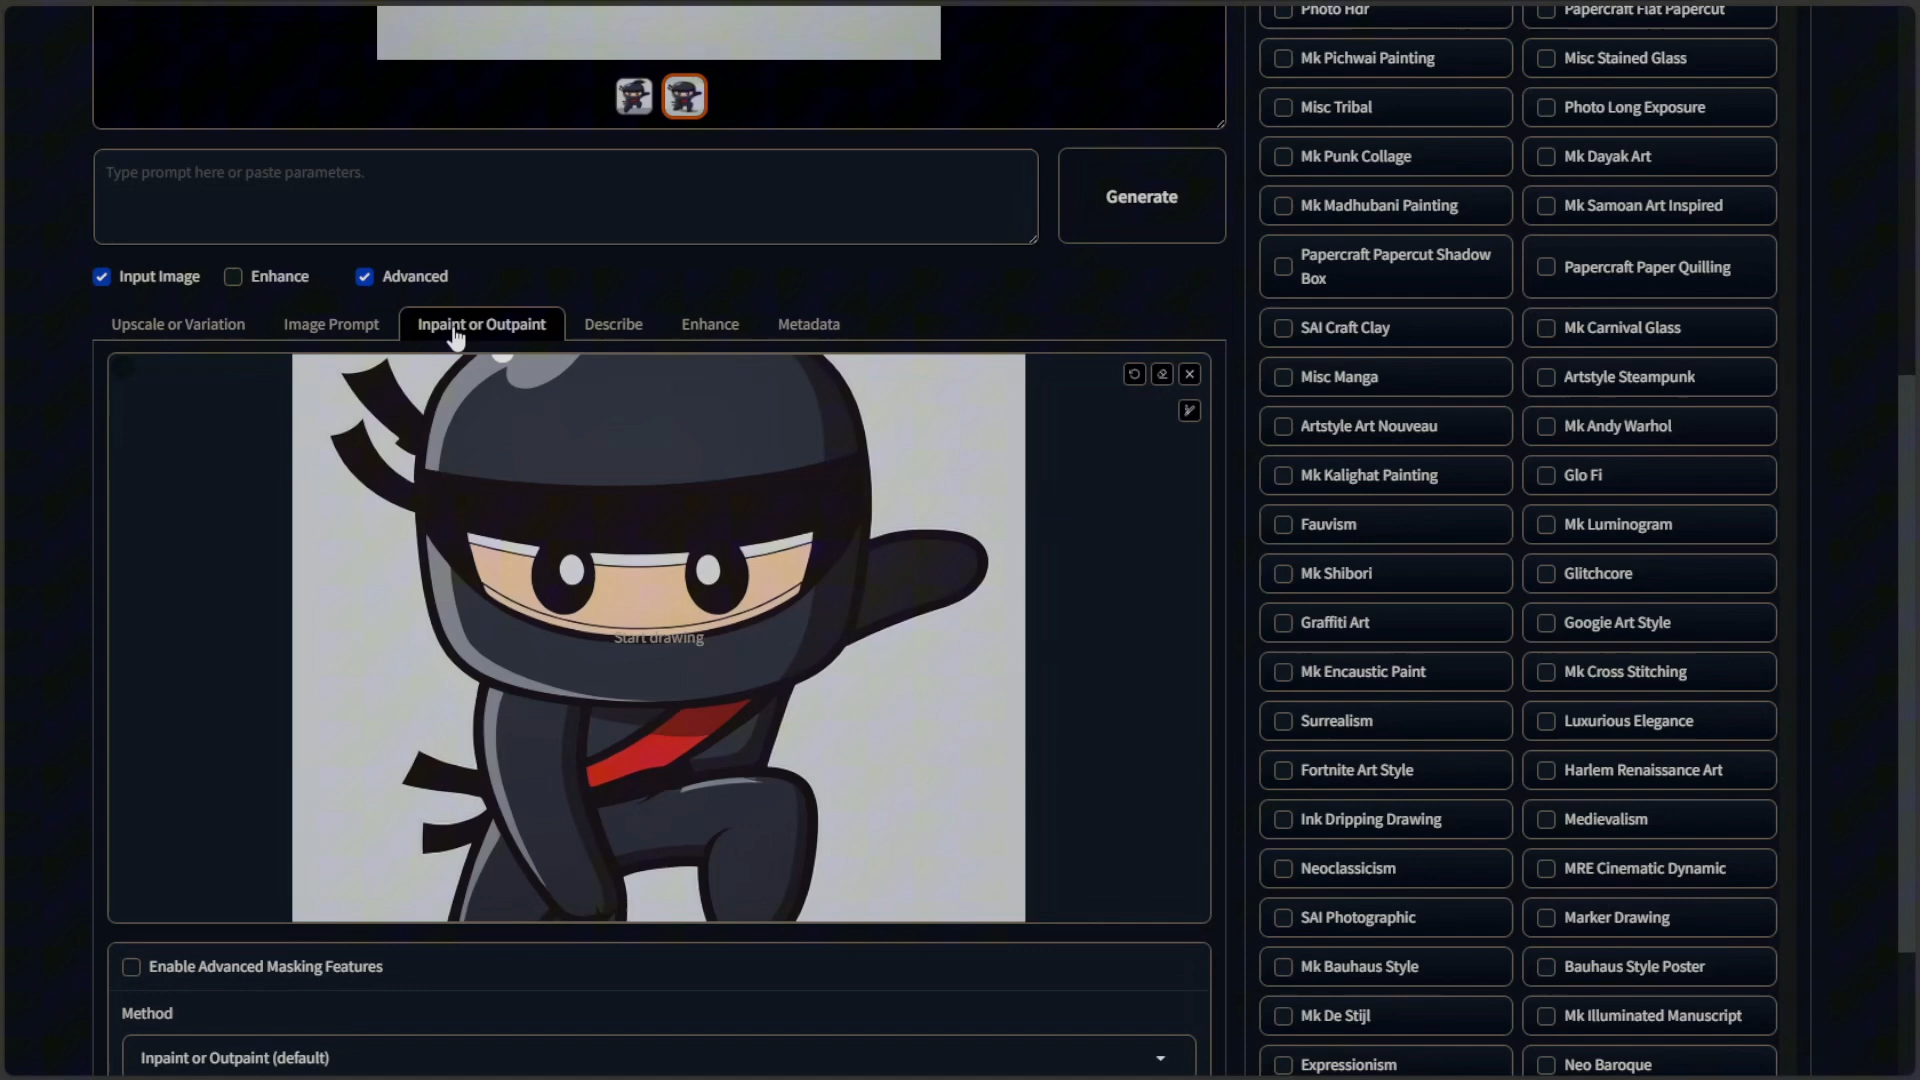 Type prompt here or paste parameters.
Generate
Input Image
Enhance
Advanced
Upscale or Variation
Image Prompt
Inpaint or Outpaint
Describe
Enhance
Metadata
Start drawing
Enable Advanced Masking Features
Method
Inpaint or Outpaint (default)
Photo Hdr
Papercraft Flat Papercut
Mk Pichwai Painting
Misc Stained Glass
Misc Tribal
Photo Long Exposure
Mk Punk Collage
Mk Dayak Art
Mk Madhubani Painting
Mk Samoan Art Inspired
Papercraft Papercut Shadow
Box
Papercraft Paper Quilling
SAI Craft Clay
Mk Carnival Glass
Misc Manga
Artstyle Steampunk
Artstyle Art Nouveau
Mk Andy Warhol
Mk Kalighat Painting
Glo Fi
Fauvism
Mk Luminogram
Mk Shibori
Glitchcore
Graffiti Art
Googie Art Style
Mk Encaustic Paint
Mk Cross Stitching
Surrealism
Luxurious Elegance
Fortnite Art Style
Harlem Renaissance Art
Ink Dripping Drawing
Medievalism
Neoclassicism
MRE Cinematic Dynamic
SAI Photographic
Marker Drawing
Mk Bauhaus Style
Bauhaus Style Poster
Mk De Stijl
Mk Illuminated Manuscript
Expressionism
Neo Baroque